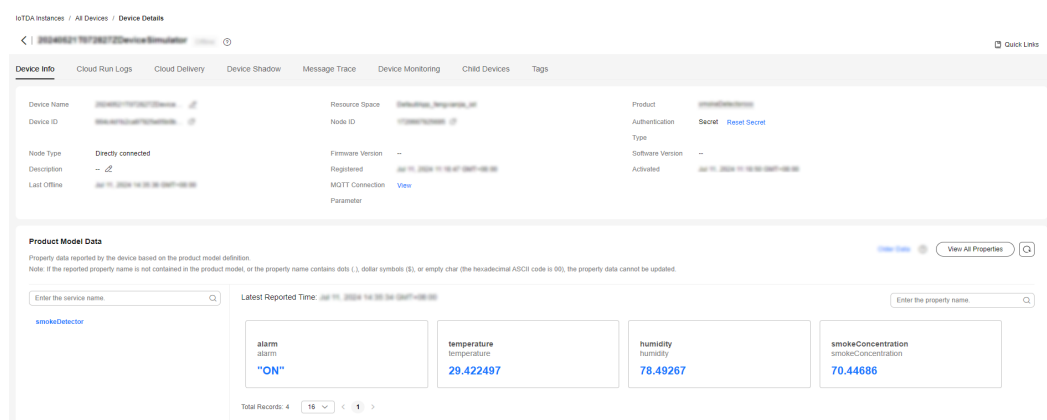 IoTDA Instances / All Devices / Device Details
Quick Links
Device Info Cloud Run Logs Cloud Delivery Device Shadow Message Trace Device Monitoring Child Devices Tags
Device Name Resource Space Product
Device ID Node ID Authentication Type Secret Reset Secret
Node Type Directly connected Firmware Version -- Software Version --
Description -- Registered Activated
Last Offline MQTT Connection Parameter View
Product Model Data
View All Properties
Property data reported by the device based on the product model definition.
Note: If the reported property name is not contained in the product model, or the property name contains dots (.), dollar symbols ($), or empty char (the hexadecimal ASCII code is 00), the property data cannot be updated.
Enter the service name. Latest Reported Time: Enter the property name.
smokeDetector
alarm temperature humidity smokeConcentration
alarm temperature humidity smokeConcentration
"ON" 29.422497 78.49267 70.44686
Total Records: 4 16 < 1 >